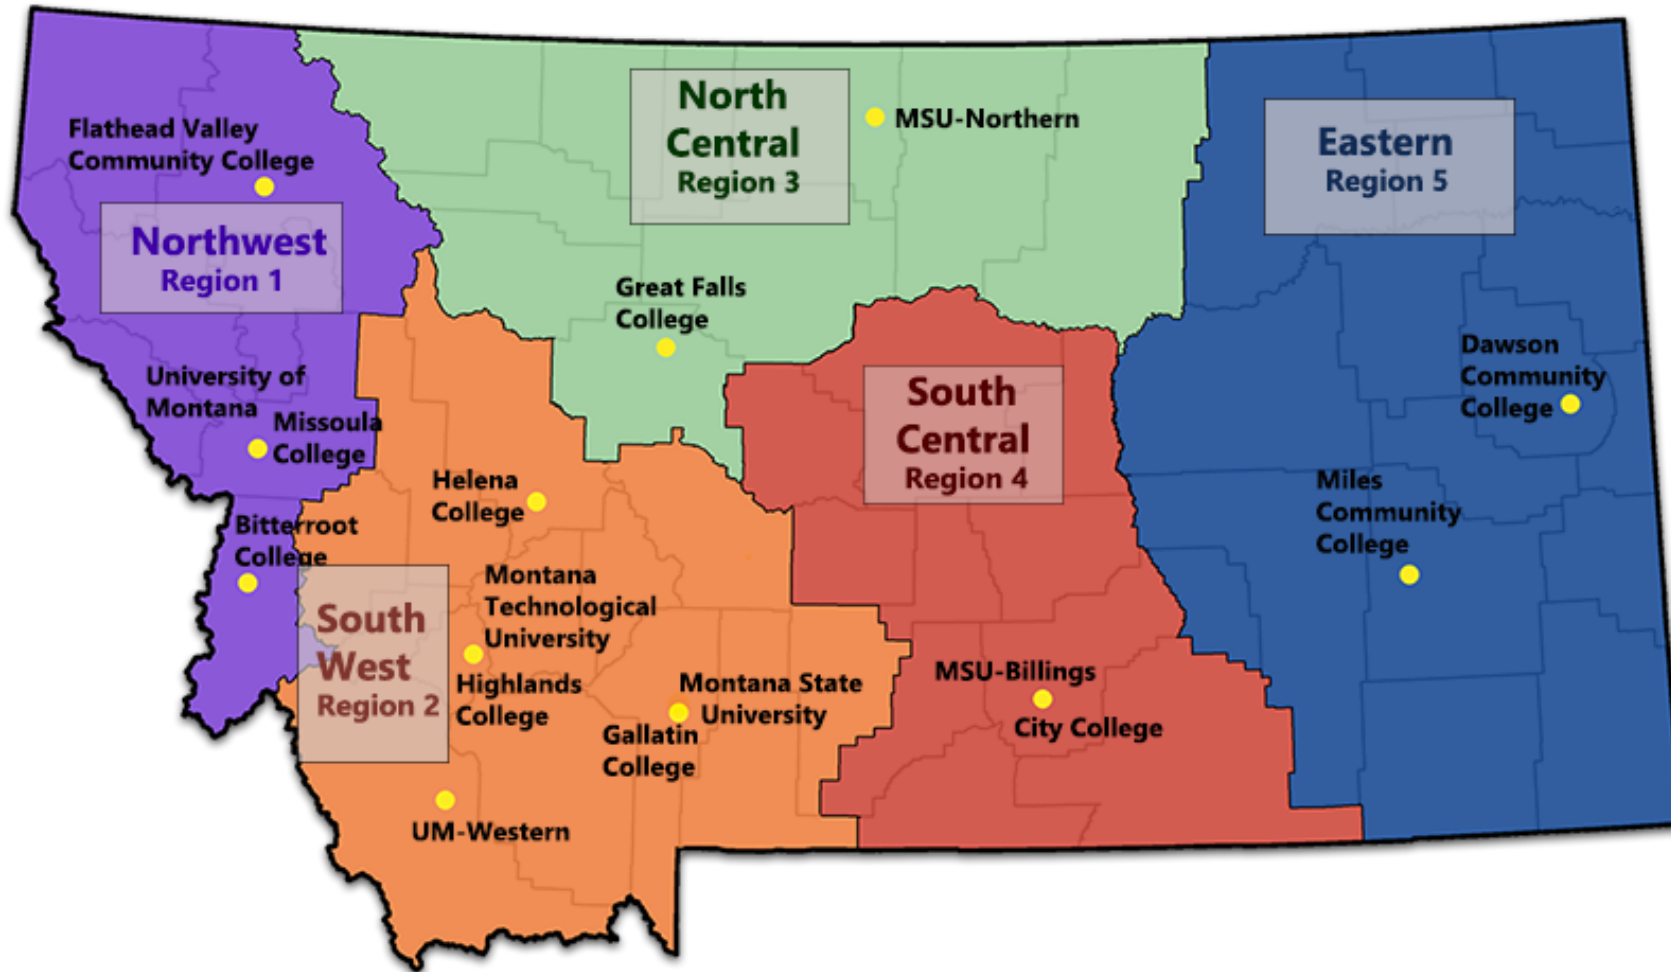 Flathead Valley
Community College
Northwest
Region 1
University of
Montana
Missoula
College
Bitterroot
College
North
Central
Region 3
MSU-Northern
Great Falls
College
Eastern
Region 5
Dawson
Community
College
Miles
Community
College
South
Central
Region 4
MSU-Billings
City College
Helena
College
Montana
Technological
University
Highlands
College
South
West
Region 2
Montana State
University
Gallatin
College
UM-Western